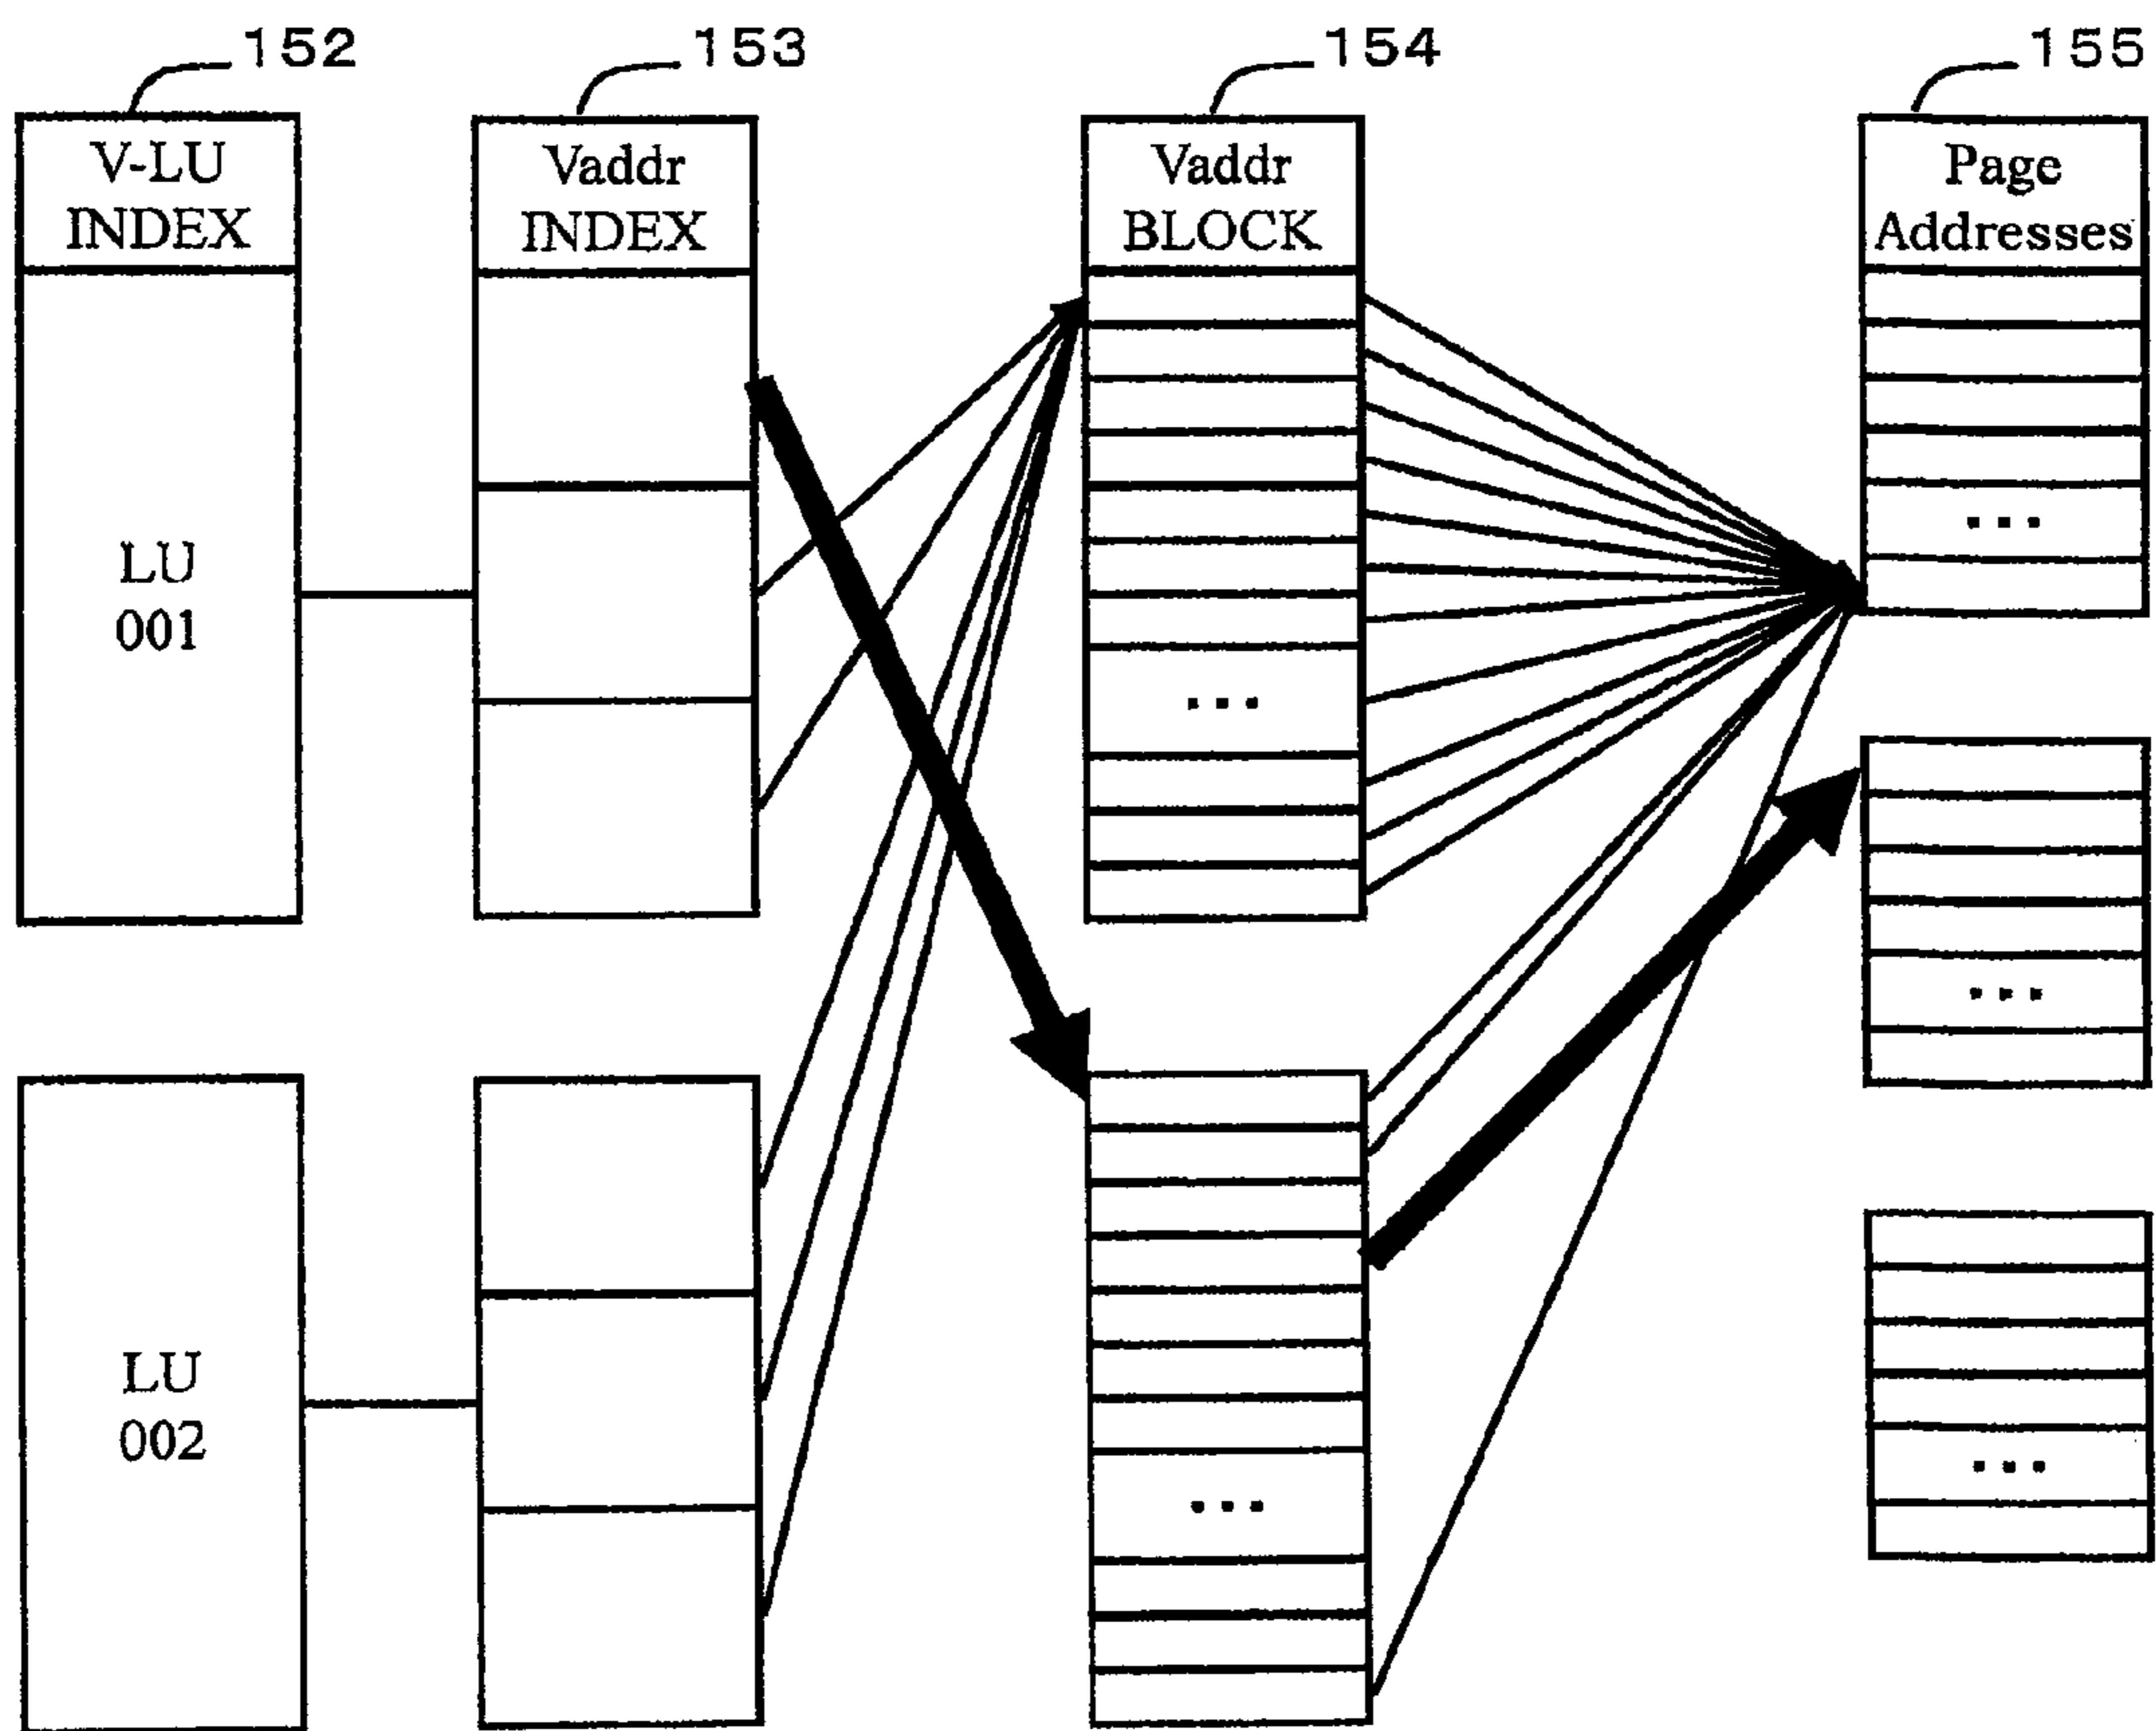 152
153
154
155
V-LU
INDEX
Vaddr
INDEX
Vaddr
BLOCK
Page
Addresses
LU
001
...
...
...
LU
002
...
...